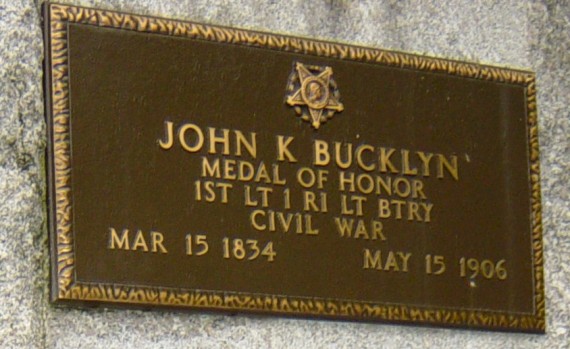 JOHN K BUCKLYN
MEDAL OF HONOR
1ST LT 1 RI LT BTRY
CIVIL WAR
MAR 15 1834 MAY 15 1906